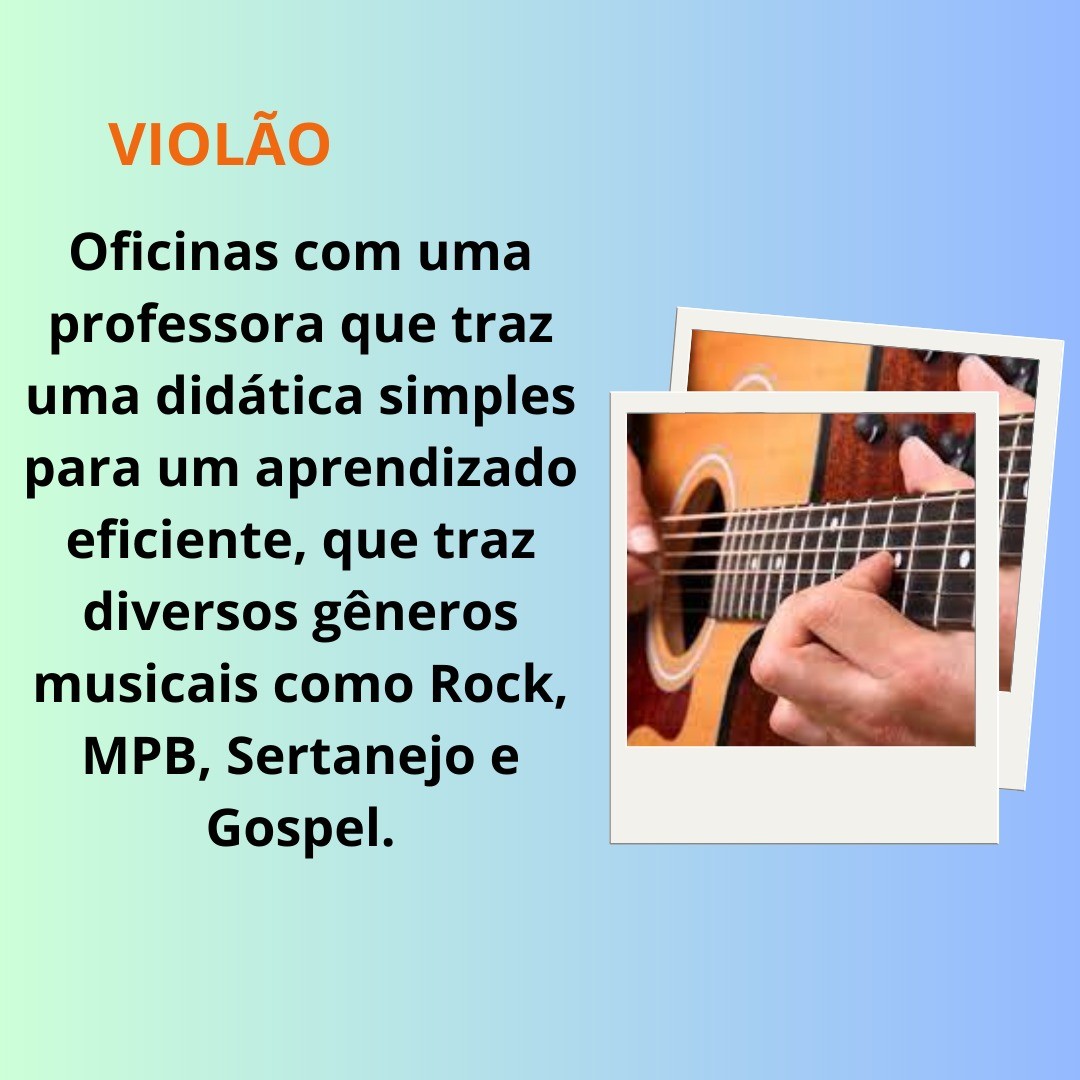 VIOLÃO
Oficinas com uma
professora que traz
uma didática simples
para um aprendizado
eficiente, que traz
diversos gêneros
musicais como Rock,
MPB, Sertanejo e
Gospel.